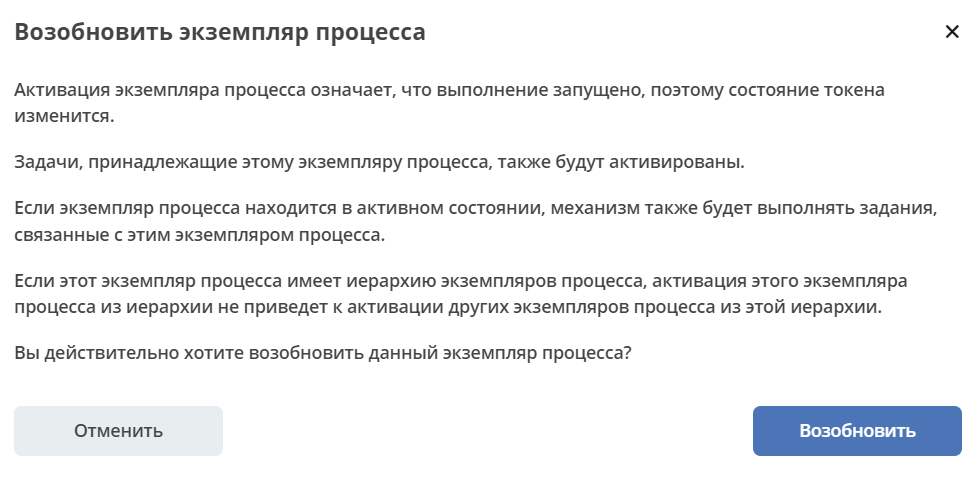 Возобновить экземпляр процесса
Активация экземпляра процесса означает, что выполнение запущено, поэтому состояние токена
изменится.
Задачи, принадлежащие этому экземпляру процесса, также будут активированы.
Если экземпляр процесса находится в активном состоянии, механизм также будет выполнять задания,
связанные с этим экземпляром процесса.
Если этот экземпляр процесса имеет иерархию экземпляров процесса, активация этого экземпляра
процесса из иерархии не приведет к активации других экземпляров процесса из этой иерархии.
Вы действительно хотите возобновить данный экземпляр процесса?
Отменить
Возобновить